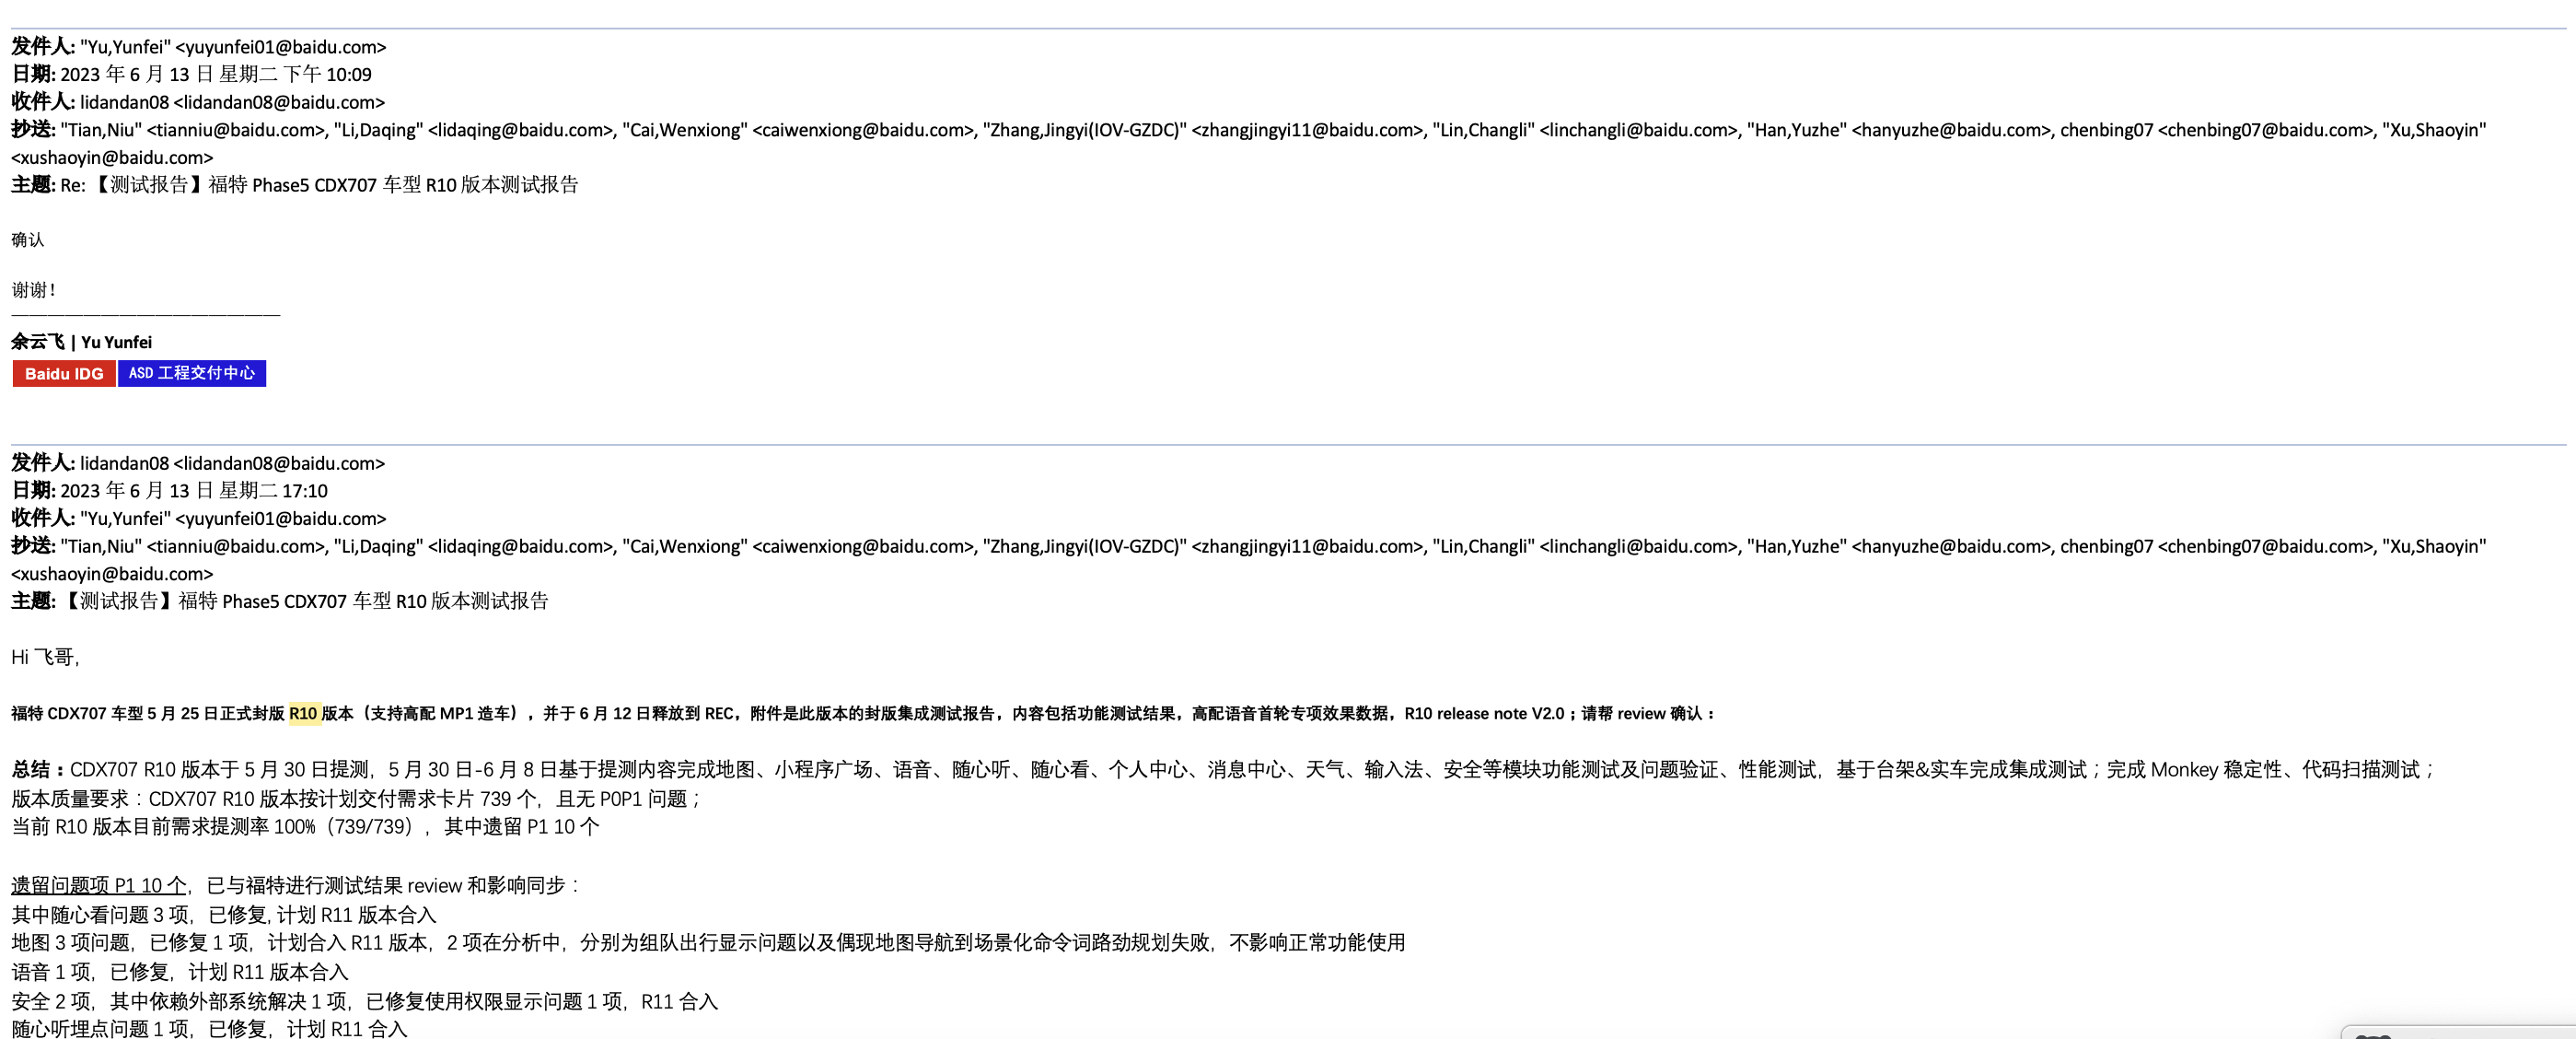 发件人: "Yu,Yunfei" <yuyunfei01@baidu.com>
日期: 2023 年 6 月 13 日 星期二 下午 10:09
收件人: lidandan08 <lidandan08@baidu.com>
抄送: "Tian,Niu" <tianniu@baidu.com>, "Li,Daqing" <lidaqing@baidu.com>, "Cai,Wenxiong" <caiwenxiong@baidu.com>, "Zhang,Jingyi(IOV-GZDC)" <zhangjingyi11@baidu.com>, "Lin,Changli" <linchangli@baidu.com>, "Han,Yuzhe" <hanyuzhe@baidu.com>, chenbing07 <chenbing07@baidu.com>, "Xu,Shaoyin"
<xushaoyin@baidu.com>
主题: Re: 【测试报告】福特 Phase5 CDX707 车型 R10 版本测试报告
确认
谢谢！
———————————————
余云飞 | Yu Yunfei
Baidu IDG ASD 工程交付中心
发件人: lidandan08 <lidandan08@baidu.com>
日期: 2023 年 6 月 13 日 星期二 17:10
收件人: "Yu,Yunfei" <yuyunfei01@baidu.com>
抄送: "Tian,Niu" <tianniu@baidu.com>, "Li,Daqing" <lidaqing@baidu.com>, "Cai,Wenxiong" <caiwenxiong@baidu.com>, "Zhang,Jingyi(IOV-GZDC)" <zhangjingyi11@baidu.com>, "Lin,Changli" <linchangli@baidu.com>, "Han,Yuzhe" <hanyuzhe@baidu.com>, chenbing07 <chenbing07@baidu.com>, "Xu,Shaoyin"
<xushaoyin@baidu.com>
主题: 【测试报告】福特 Phase5 CDX707 车型 R10 版本测试报告
Hi 飞哥,
福特 CDX707 车型 5 月 25 日正式封版 R10 版本（支持高配 MP1 造车），并于 6 月 12 日释放到 REC，附件是此版本的封版集成测试报告，内容包括功能测试结果，高配语音首轮专项效果数据，R10 release note V2.0；请帮 review 确认：
总结：CDX707 R10 版本于 5 月 30 日提测，5 月 30 日-6 月 8 日基于提测内容完成地图、小程序广场、语音、随心听、随心看、个人中心、消息中心、天气、输入法、安全等模块功能测试及问题验证、性能测试，基于台架&实车完成集成测试；完成 Monkey 稳定性、代码扫描测试；
版本质量要求：CDX707 R10 版本按计划交付需求卡片 739 个，且无 P0P1 问题；
当前 R10 版本目前需求提测率 100%（739/739），其中遗留 P1 10 个
遗留问题项 P1 10 个，已与福特进行测试结果 review 和影响同步：
其中随心看问题 3 项，已修复, 计划 R11 版本合入
地图 3 项问题，已修复 1 项，计划合入 R11 版本，2 项在分析中，分别为组队出行显示问题以及偶现地图导航到场景化命令词路劲规划失败，不影响正常功能使用
语音 1 项，已修复，计划 R11 版本合入
安全 2 项，其中依赖外部系统解决 1 项，已修复使用权限显示问题 1 项，R11 合入
随心听埋点问题 1 项，已修复，计划 R11 合入